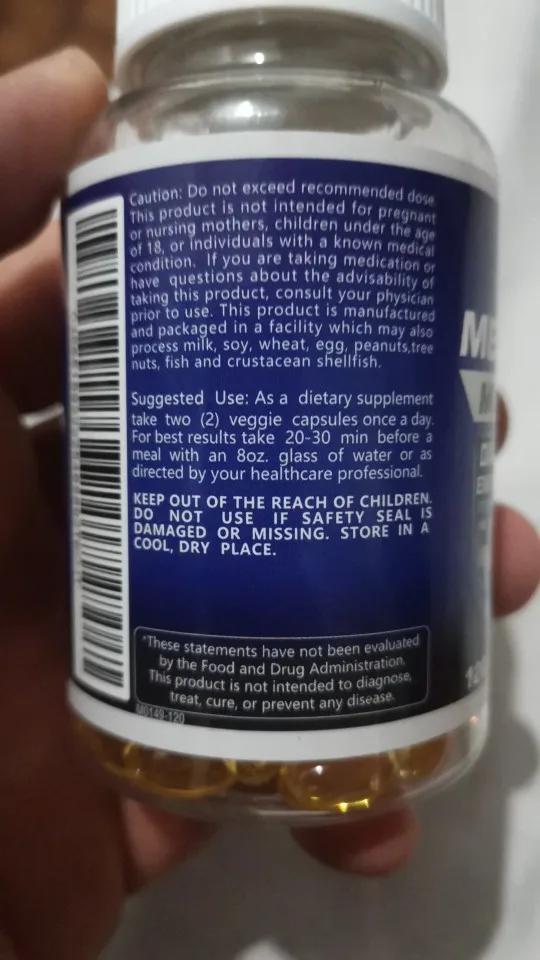 Caution: Do not exceed recommended dose.
This product is not intended for pregnant
or nursing mothers, children under the age
of 18, or individuals with a known medical
condition. If you are taking medication or
have questions about the advisability of
taking this product, consult your physician
prior to use. This product is manufactured
and packaged in a facility which may also
process milk, soy, wheat, egg, peanuts,tree
nuts, fish and crustacean shellfish.
Suggested Use: As a dietary supplement
take two (2) veggie capsules once a day.
For best results take 20-30 min before a
meal with an 8oz. glass of water or as
directed by your healthcare professional.
KEEP OUT OF THE REACH OF CHILDREN.
DO NOT USE IF SAFETY SEAL IS
DAMAGED OR MISSING. STORE IN A
COOL, DRY PLACE.
*These statements have not been evaluated
by the Food and Drug Administration.
This product is not intended to diagnose,
treat, cure, or prevent any disease.
M0149-120